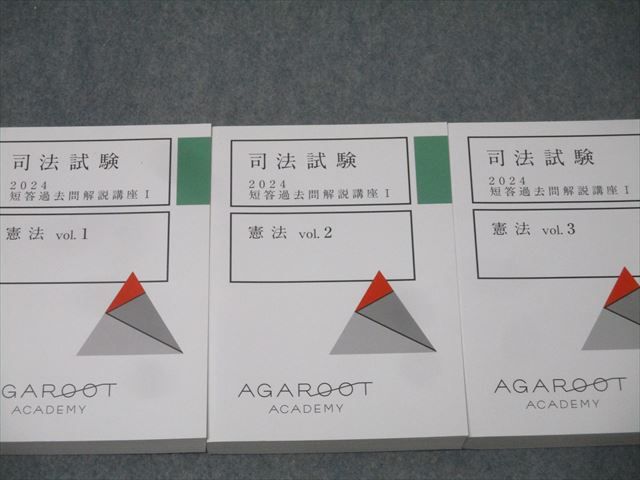 司法試験
2024
短答過去問解説講座 I
憲法 vol.1
AGAROOT
ACADEMY
司法試験
2024
短答過去問解説講座 I
憲法 vol.2
AGAROOT
ACADEMY
司法試験
2024
短答過去問解説講座 I
憲法 vol.3
AGAROOT
ACADEMY